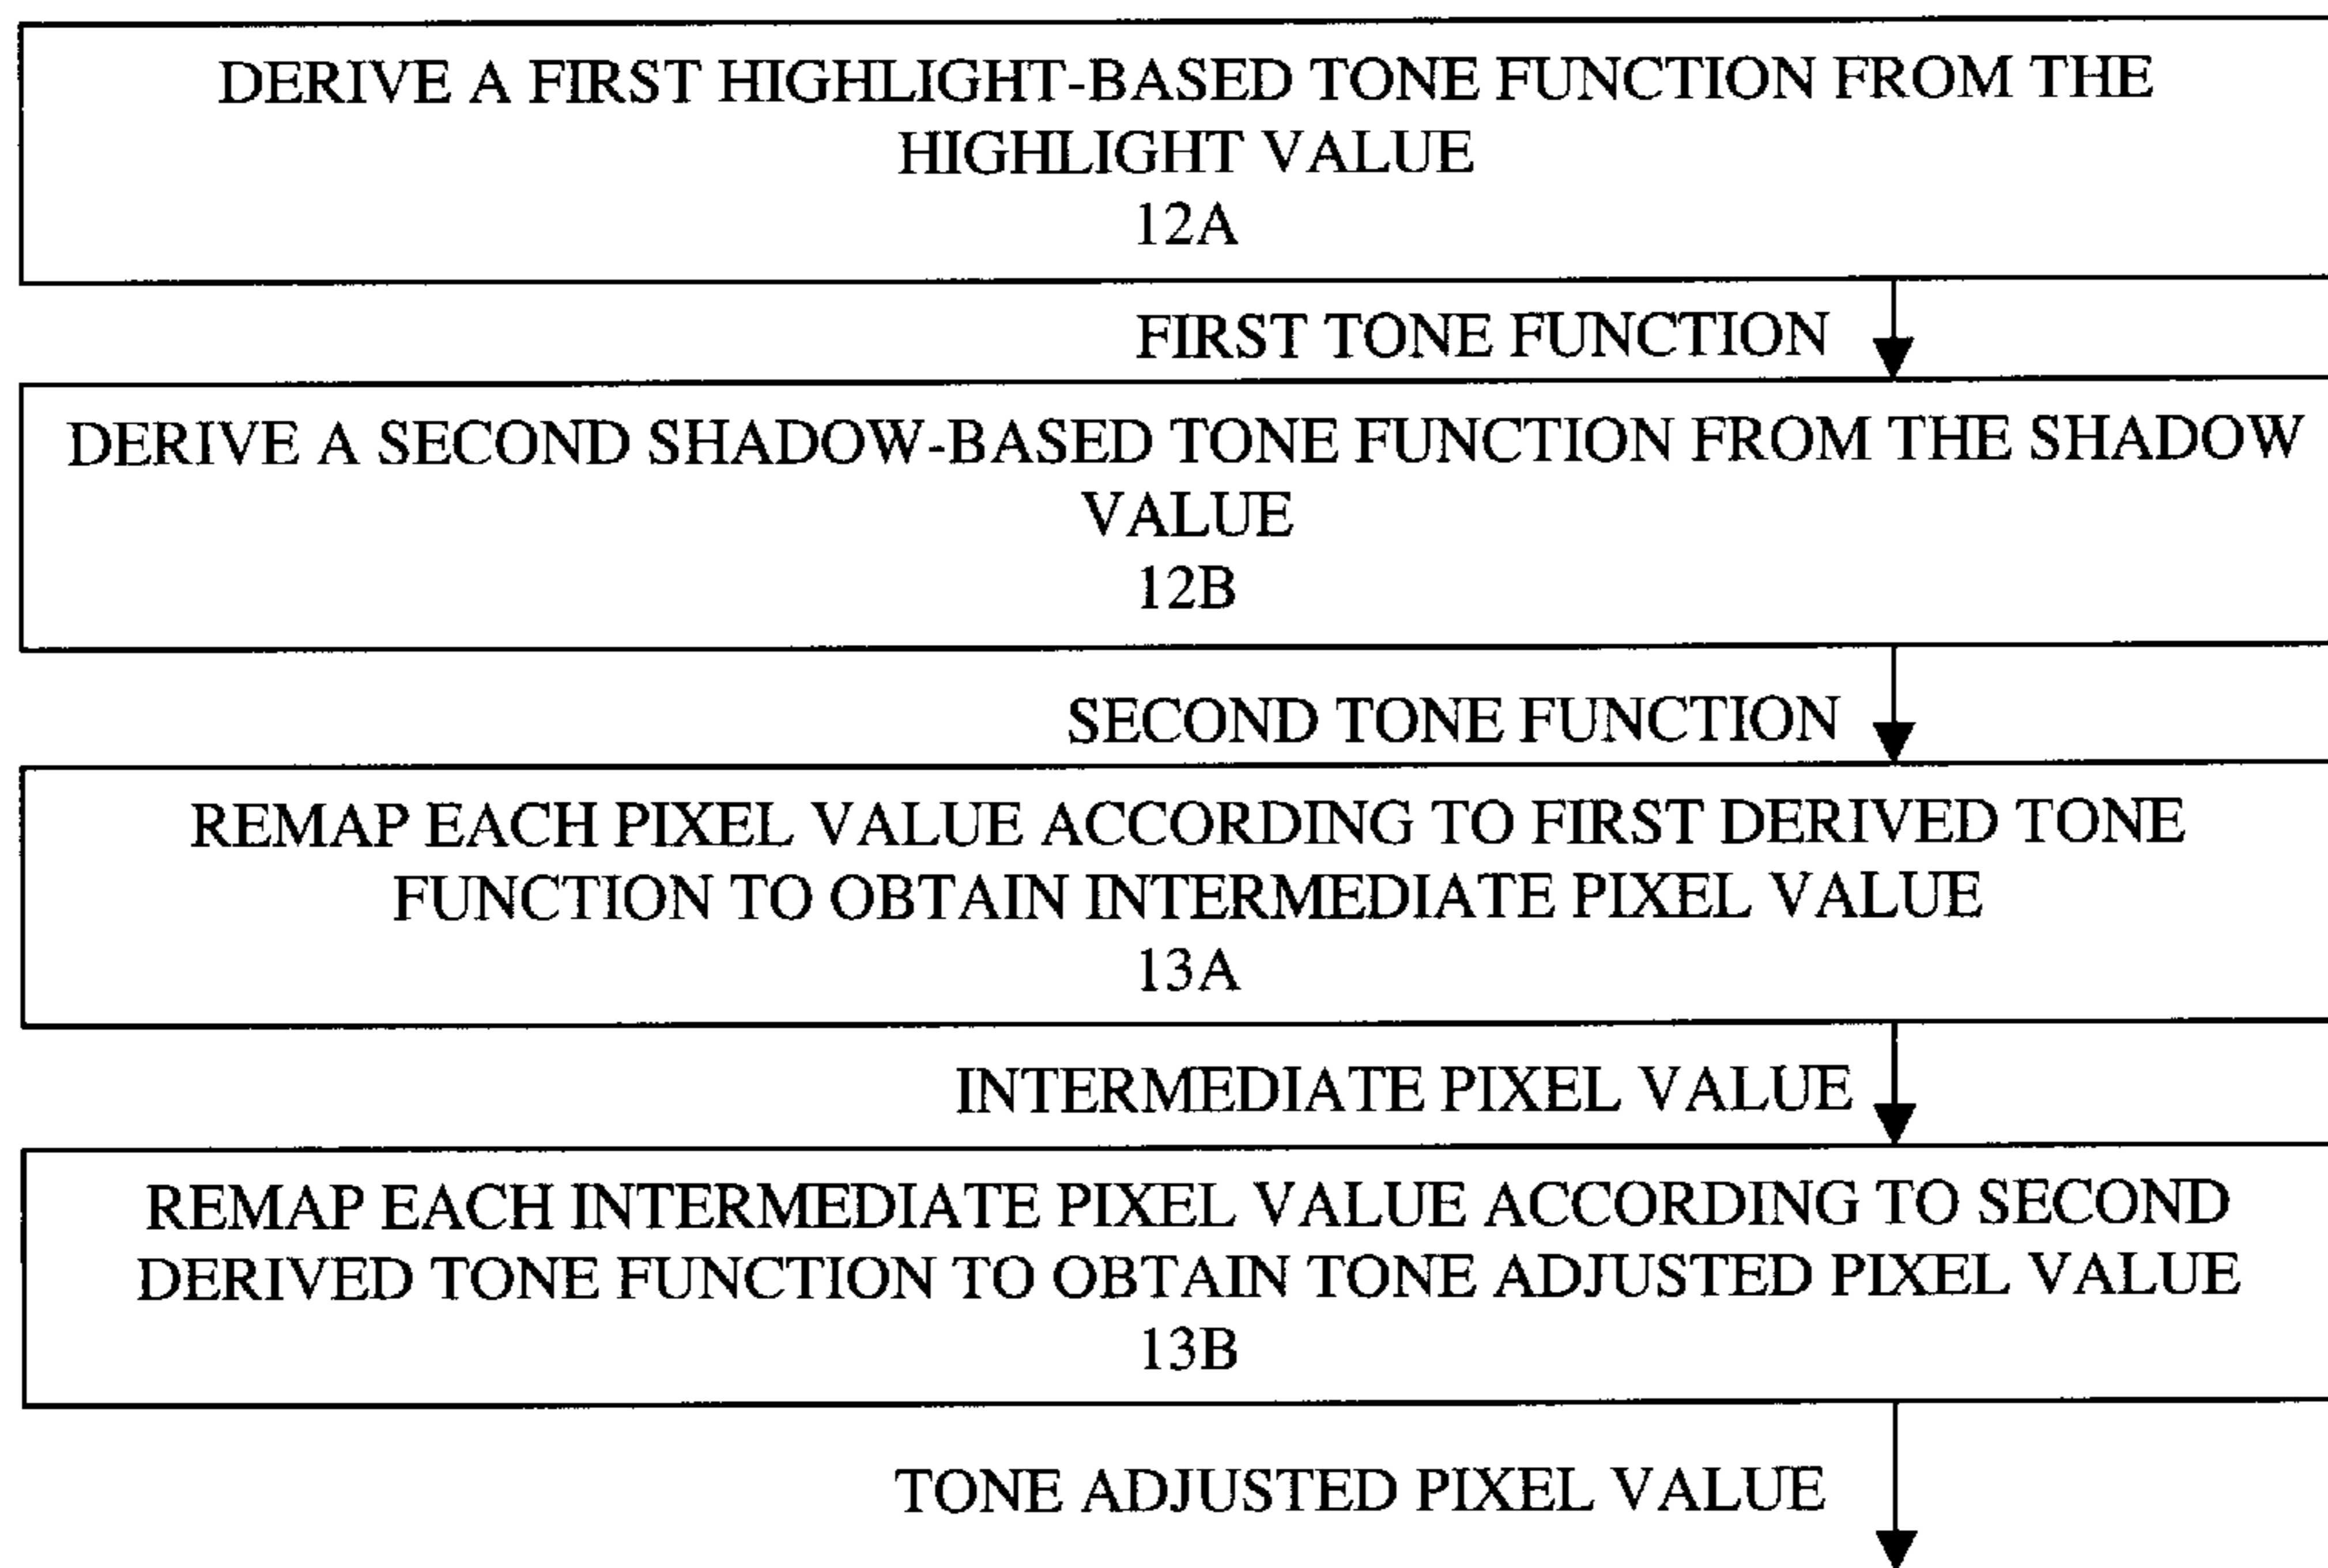 DERIVE A FIRST HIGHLIGHT-BASED TONE FUNCTION FROM THE
HIGHLIGHT VALUE
12A
FIRST TONE FUNCTION
DERIVE A SECOND SHADOW-BASED TONE FUNCTION FROM THE SHADOW
VALUE
12B
SECOND TONE FUNCTION
REMAP EACH PIXEL VALUE ACCORDING TO FIRST DERIVED TONE
FUNCTION TO OBTAIN INTERMEDIATE PIXEL VALUE
13A
INTERMEDIATE PIXEL VALUE
REMAP EACH INTERMEDIATE PIXEL VALUE ACCORDING TO SECOND
DERIVED TONE FUNCTION TO OBTAIN TONE ADJUSTED PIXEL VALUE
13B
TONE ADJUSTED PIXEL VALUE